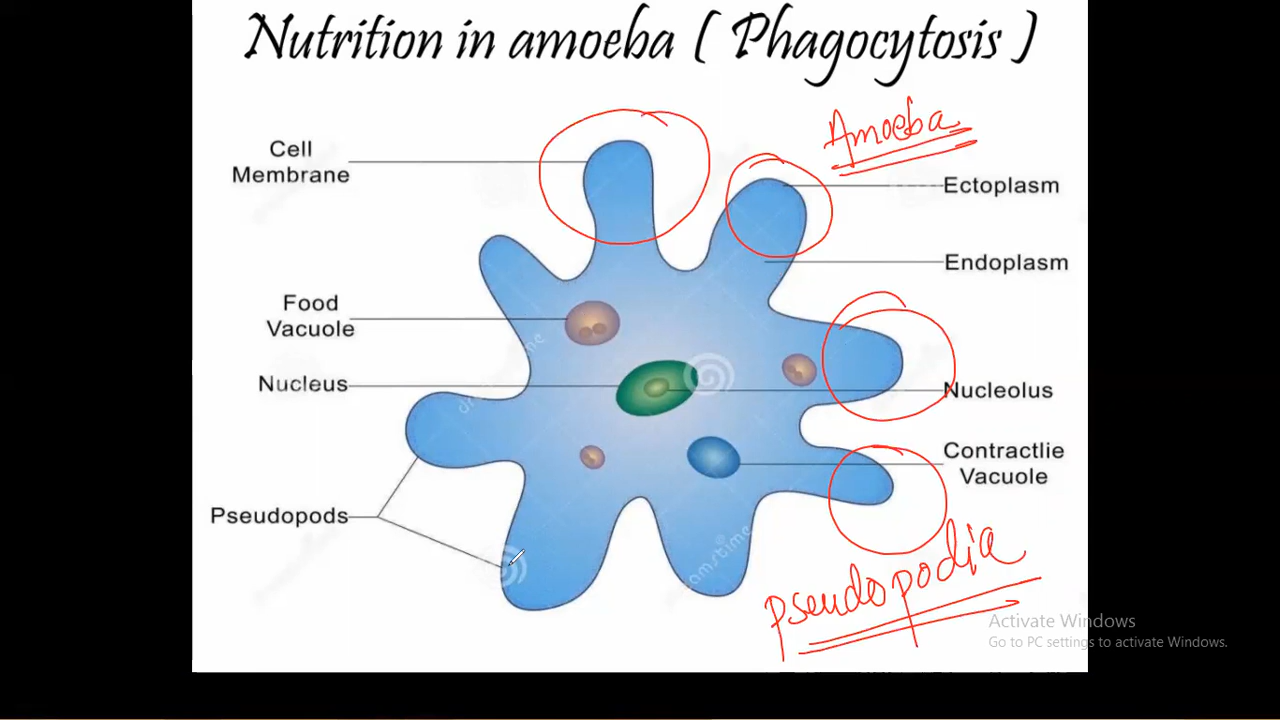 Nutrition in amoeba ( Phagocytosis )
Amoeba
Cell
Membrane
Ectoplasm
Endoplasm
Food
Vacuole
Nucleus
Nucleolus
Contractlie
Vacuole
Pseudopods
pseudopodia
Activate Windows
Go to PC settings to activate Windows.